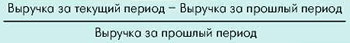 Выручка за текущий период − Выручка за прошлый период
Выручка за прошлый период